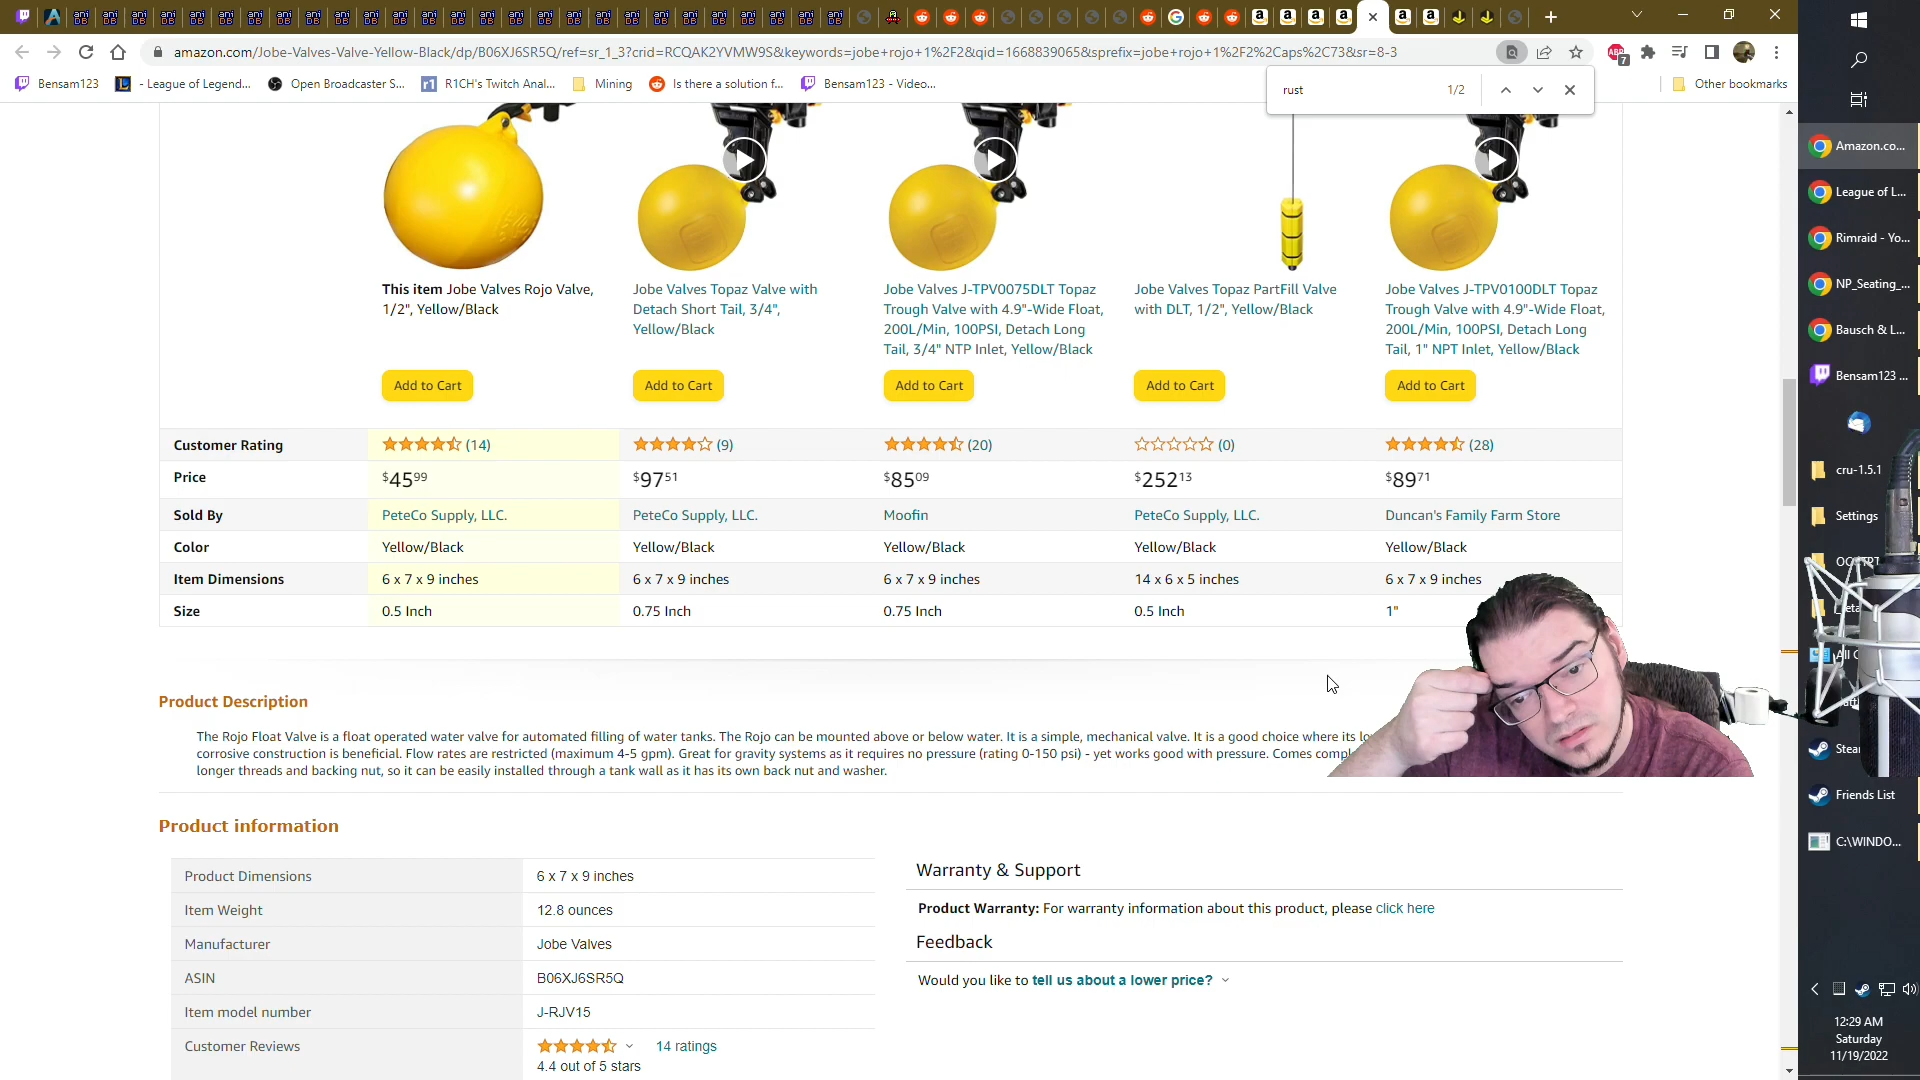 amazon.com/Jobe-Valves-Valve-Yellow-Black/dp/B06XJ6SR5Q/ref=sr_1_3?crid=RCQAK2YVMW9S&keywords=jobe+rojo+1%2F2&qid=1668839065&sprefix=jobe+rojo+1%2F2%2Caps%2C73&sr=8-3
Bensam123
- League of Legend...
Open Broadcaster S...
R1CH's Twitch Anal...
Mining
Is there a solution f...
Bensam123 - Video...
Other bookmarks
rust
1/2
This item Jobe Valves Rojo Valve,
1/2", Yellow/Black
Jobe Valves Topaz Valve with
Detach Short Tail, 3/4",
Yellow/Black
Jobe Valves J-TPV0075DLT Topaz
Trough Valve with 4.9"-Wide Float,
200L/Min, 100PSI, Detach Long
Tail, 3/4" NTP Inlet, Yellow/Black
Jobe Valves Topaz PartFill Valve
with DLT, 1/2", Yellow/Black
Jobe Valves J-TPV0100DLT Topaz
Trough Valve with 4.9"-Wide Float,
200L/Min, 100PSI, Detach Long
Tail, 1" NPT Inlet, Yellow/Black
Add to Cart Add to Cart Add to Cart Add to Cart Add to Cart
Customer Rating (14) (9) (20) (0) (28)
Price $45.99 $97.51 $85.09 $252.13 $89.71
Sold By PeteCo Supply, LLC. PeteCo Supply, LLC. Moofin PeteCo Supply, LLC. Duncan's Family Farm Store
Color Yellow/Black Yellow/Black Yellow/Black Yellow/Black Yellow/Black
Item Dimensions 6 x 7 x 9 inches 6 x 7 x 9 inches 6 x 7 x 9 inches 14 x 6 x 5 inches 6 x 7 x 9 inches
Size 0.5 Inch 0.75 Inch 0.75 Inch 0.5 Inch 1"
Product Description
The Rojo Float Valve is a float operated water valve for automated filling of water tanks. The Rojo can be mounted above or below water. It is a simple, mechanical valve. It is a good choice where its
corrosive construction is beneficial. Flow rates are restricted (maximum 4-5 gpm). Great for gravity systems as it requires no pressure (rating 0-150 psi) - yet works good with pressure. Comes
longer threads and backing nut, so it can be easily installed through a tank wall as it has its own back nut and washer.
Product information
Product Dimensions 6 x 7 x 9 inches
Item Weight 12.8 ounces
Manufacturer Jobe Valves
ASIN B06XJ6SR5Q
Item model number J-RJV15
Customer Reviews 14 ratings
4.4 out of 5 stars
Warranty & Support
Product Warranty: For warranty information about this product, please click here
Feedback
Would you like to tell us about a lower price?
Amazon.co...
League of L...
Rimraid - Yo...
NP_Seating_...
Bausch & L...
Bensam123 ...
cru-1.5.1
Settings
Friends List
C:\WINDO...
12:29 AM
Saturday
11/19/2022